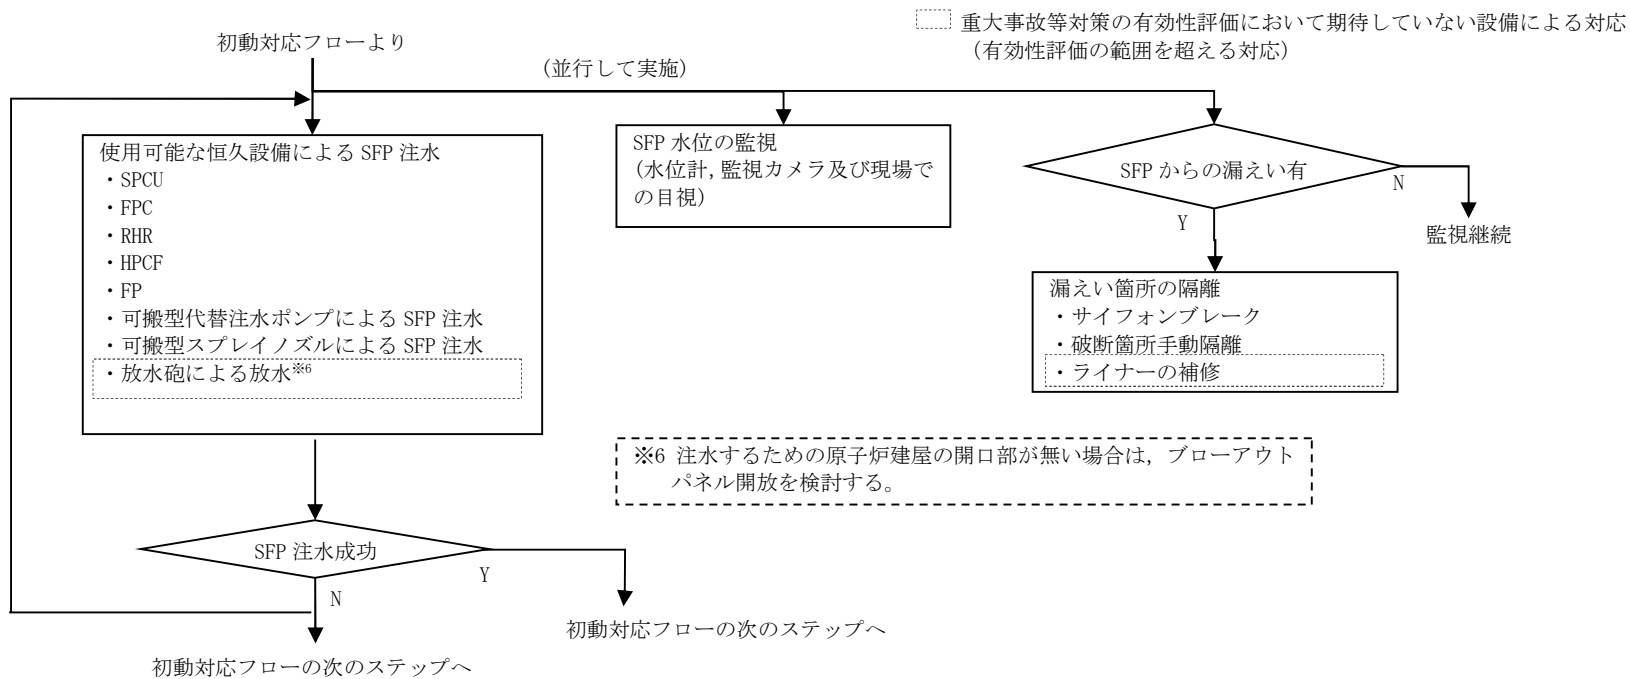 重大事故等対策の有効性評価において期待していない設備による対応
（有効性評価の範囲を超える対応）
初動対応フローより
（並行して実施）
使用可能な恒久設備による SFP 注水
・SPCU
・FPC
・RHR
・HPCF
・FP
・可搬型代替注水ポンプによる SFP 注水
・可搬型スプレイノズルによる SFP 注水
・放水砲による放水※6
SFP 水位の監視
（水位計，監視カメラ及び現場で
の目視）
SFP からの漏えい有
N
Y
監視継続
漏えい箇所の隔離
・サイフォンブレーク
・破断箇所手動隔離
・ライナーの補修
※6 注水するための原子炉建屋の開口部が無い場合は，ブローアウト
パネル開放を検討する。
SFP 注水成功
Y
N
初動対応フローの次のステップへ
初動対応フローの次のステップへ